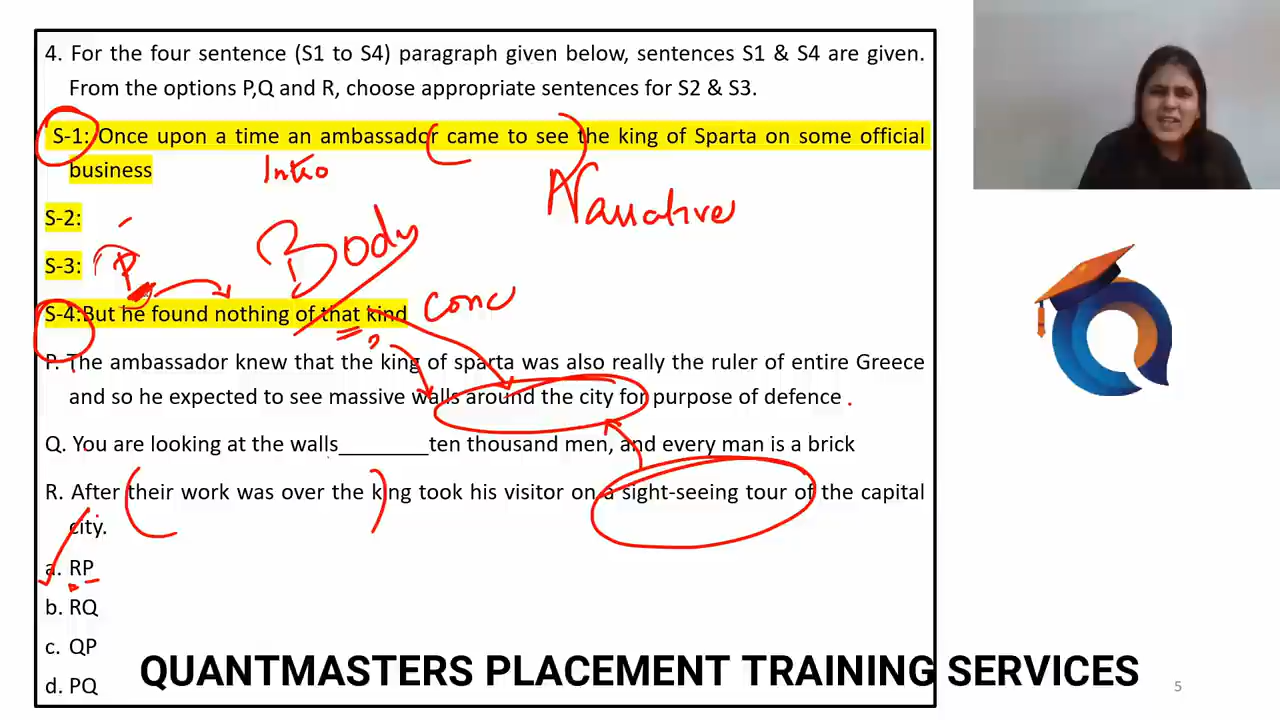 4. For the four sentence (S1 to S4) paragraph given below, sentences S1 & S4 are given.
From the options P,Q and R, choose appropriate sentences for S2 & S3.
S-1: Once upon a time an ambassador came to see the king of Sparta on some official
business
Intro
Narrative
S-2:
Body
S-3:
P
S-4:But he found nothing of that kind
Conc
P. The ambassador knew that the king of sparta was also really the ruler of entire Greece
and so he expected to see massive walls around the city for purpose of defence .
Q. You are looking at the walls_______ten thousand men, and every man is a brick
R. After their work was over the king took his visitor on a sight-seeing tour of the capital
city.
a. RP
b. RQ
c. QP
d. PQ
QUANTMASTERS PLACEMENT TRAINING SERVICES
5